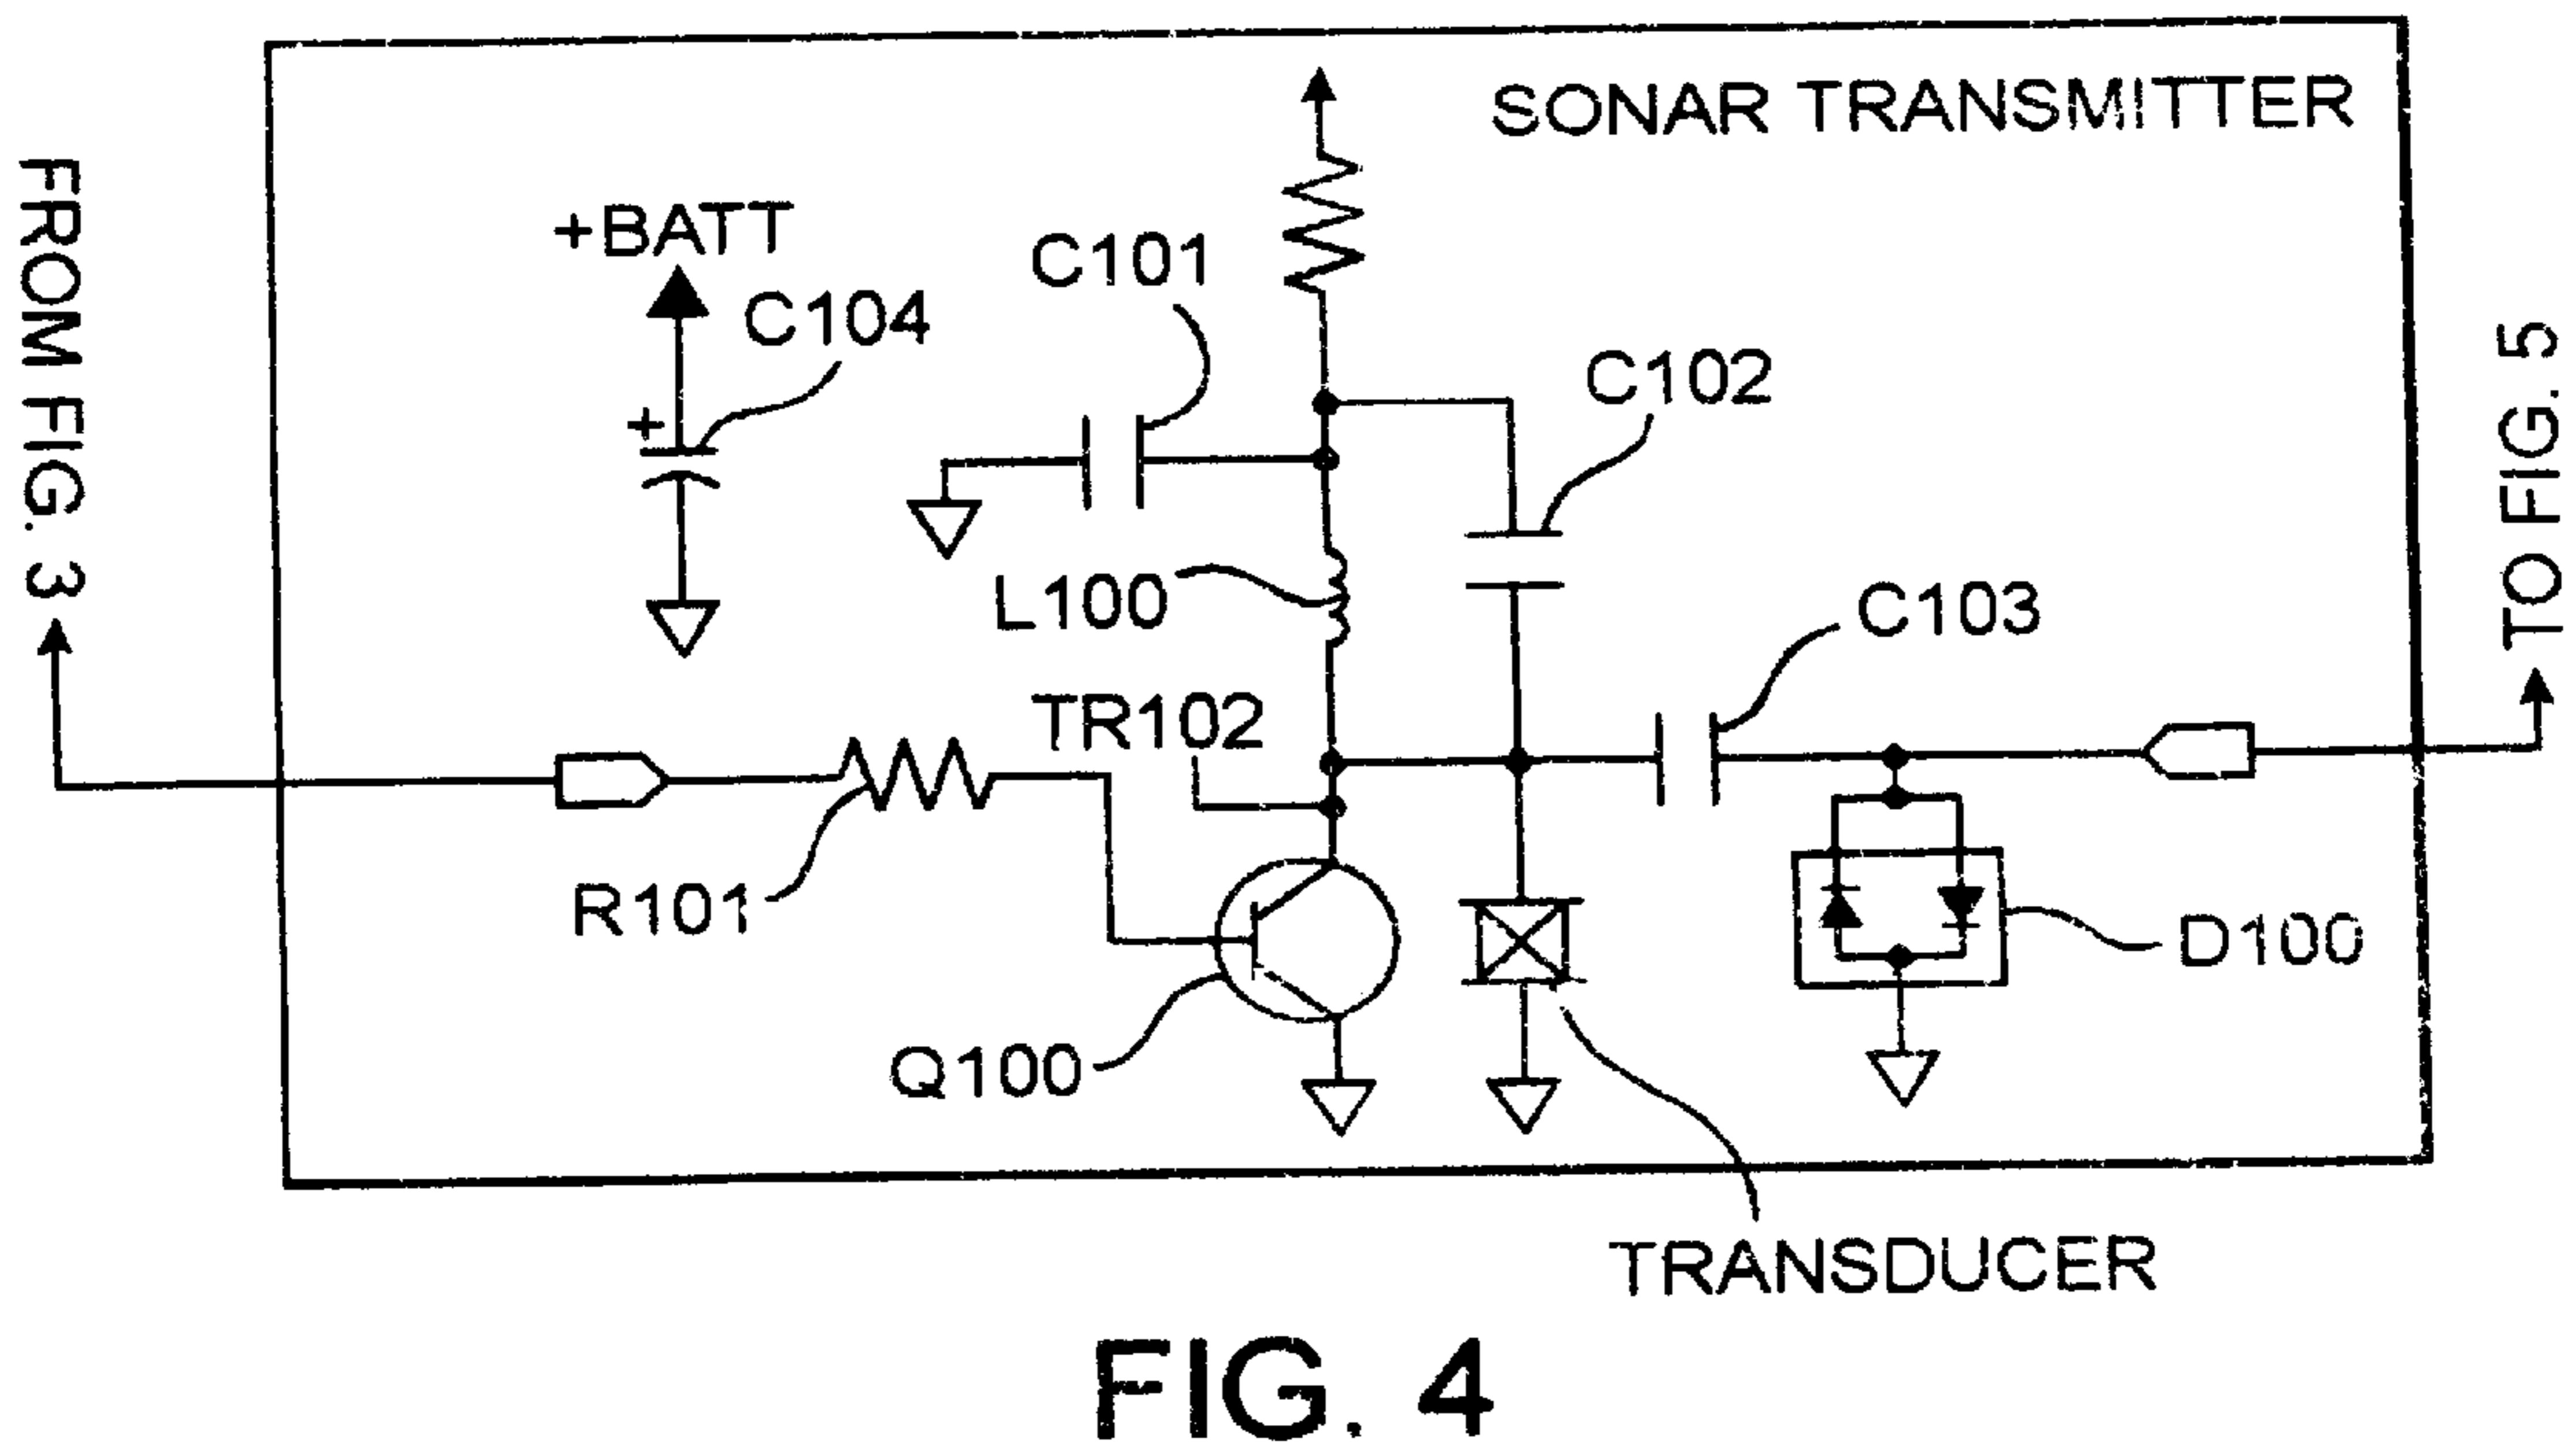 SONAR TRANSMITTER
FROM FIG. 3
+BATT
C104
+
C101
C102
L100
C103
TO FIG. 5
TR102
R101
Q100
D100
TRANSDUCER
FIG. 4